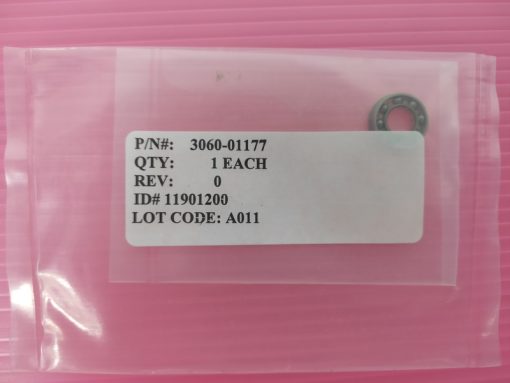 P/N#: 3060-01177
QTY: 1 EACH
REV: 0
ID# 11901200
LOT CODE: A011